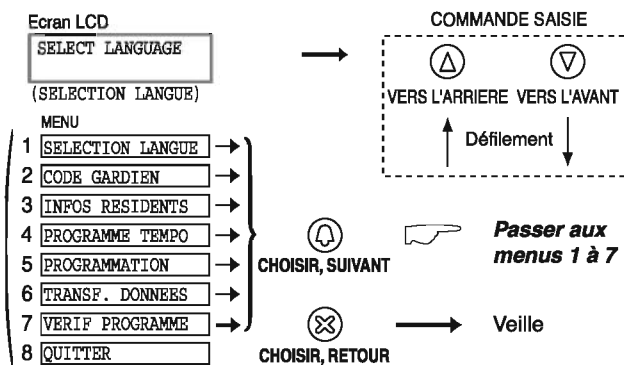 Ecran LCD
SELECT LANGUAGE
(SELECTION LANGUE)
COMMANDE SAISIE
VERS L'ARRIERE VERS L'AVANT
Défilement
MENU
1 SELECTION LANGUE
2 CODE GARDIEN
3 INFOS RESIDENTS
4 PROGRAMME TEMPO
5 PROGRAMMATION
6 TRANSF. DONNEES
7 VERIF PROGRAMME
8 QUITTER
CHOISIR, SUIVANT
Passer aux
menus 1 à 7
CHOISIR, RETOUR
Veille